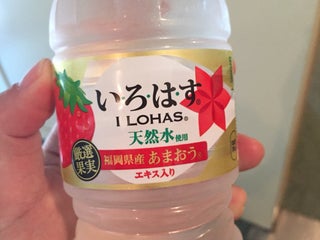 い・ろ・は・す®
I LOHAS®
天然水使用
厳選
果実
福岡県産 あまおう
エキス入り